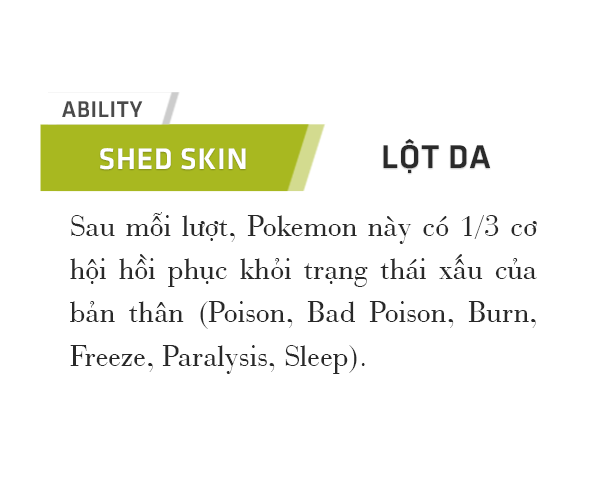 ABILITY
SHED SKIN
LỘT DA
Sau mỗi lượt, Pokemon này có 1/3 cơ
hội hồi phục khỏi trạng thái xấu của
bản thân (Poison, Bad Poison, Burn,
Freeze, Paralysis, Sleep).